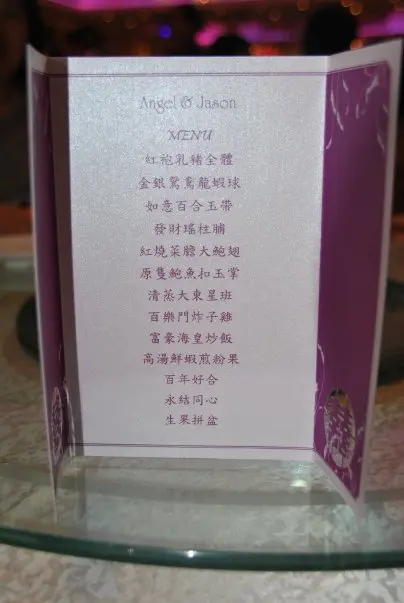 Angel & Jason
MENU
紅袍乳豬全體
金銀鴛鴦龍蝦球
如意百合玉帶
發財瑤柱脯
紅燒菜膽大鮑翅
原隻鮑魚扣玉掌
清蒸大東星班
百樂門炸子雞
富豪海皇炒飯
高湯鮮蝦煎粉果
百年好合
永結同心
生果拼盆